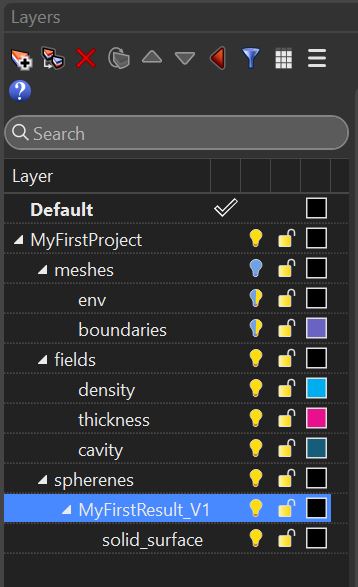 Layers
?
Search
Layer
Default
MyFirstProject
meshes
env
boundaries
fields
density
thickness
cavity
spherenes
MyFirstResult_V1
solid_surface